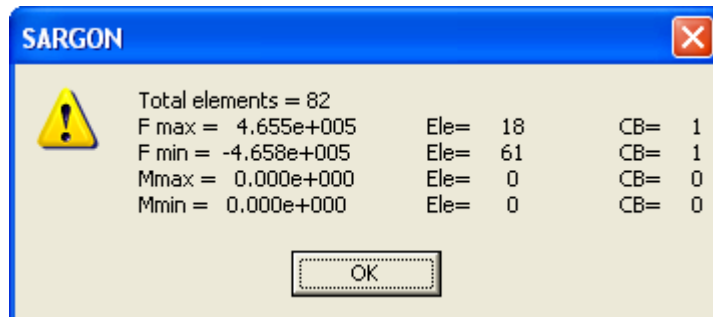 SARGON
Total elements = 82
F max = 4.655e+005 Ele= 18 CB= 1
F min = -4.658e+005 Ele= 61 CB= 1
Mmax = 0.000e+000 Ele= 0 CB= 0
Mmin = 0.000e+000 Ele= 0 CB= 0
OK